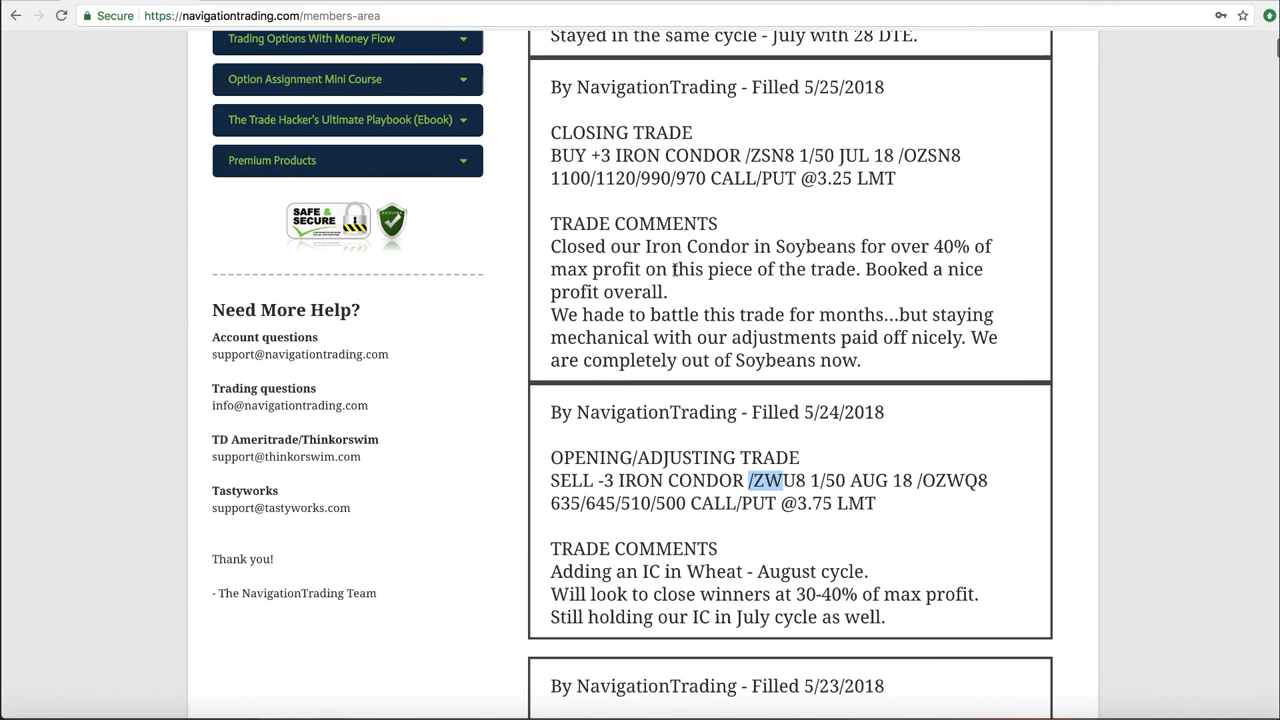 Secure
https://navigationtrading.com/members-area
Trading Options With Money Flow
Option Assignment Mini Course
The Trade Hacker's Ultimate Playbook (Ebook)
Premium Products
SAFE &
SECURE
SECURE
Need More Help?
Account questions
support@navigationtrading.com
Trading questions
info@navigationtrading.com
TD Ameritrade/Thinkorswim
support@thinkorswim.com
Tastyworks
support@tastyworks.com
Thank you!
- The NavigationTrading Team
Stayed in the same cycle - July with 28 DTE.
By NavigationTrading - Filled 5/25/2018
CLOSING TRADE
BUY +3 IRON CONDOR /ZSN8 1/50 JUL 18 /OZSN8
1100/1120/990/970 CALL/PUT @3.25 LMT
TRADE COMMENTS
Closed our Iron Condor in Soybeans for over 40% of
max profit on this piece of the trade. Booked a nice
profit overall.
We hade to battle this trade for months...but staying
mechanical with our adjustments paid off nicely. We
are completely out of Soybeans now.
By NavigationTrading - Filled 5/24/2018
OPENING/ADJUSTING TRADE
SELL -3 IRON CONDOR /ZWU8 1/50 AUG 18 /OZWQ8
635/645/510/500 CALL/PUT @3.75 LMT
TRADE COMMENTS
Adding an IC in Wheat - August cycle.
Will look to close winners at 30-40% of max profit.
Still holding our IC in July cycle as well.
By NavigationTrading - Filled 5/23/2018